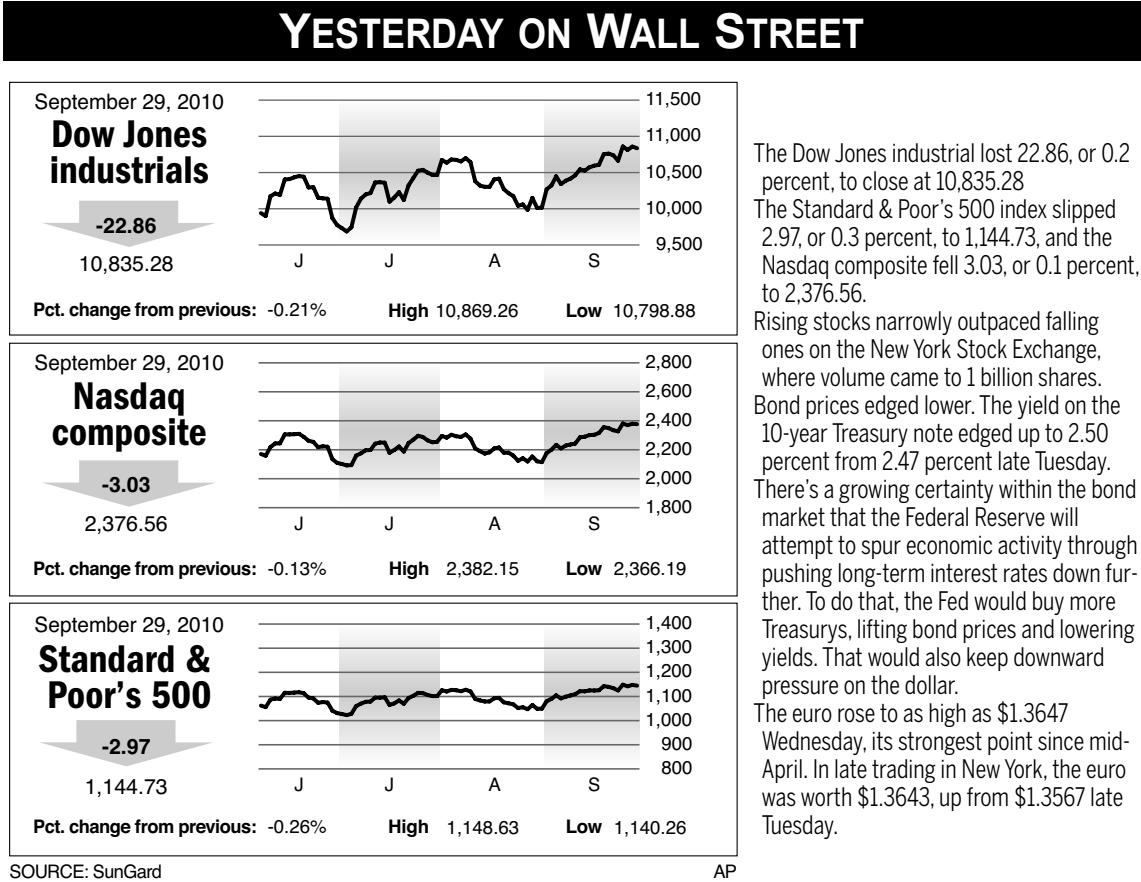 YESTERDAY ON WALL STREET
September 29, 2010
Dow Jones
industrials
-22.86
10,835.28
11,500
11,000
10,500
10,000
9,500
J J A S
Pct. change from previous: -0.21% High 10,869.26 Low 10,798.88
September 29, 2010
Nasdaq
composite
-3.03
2,376.56
2,800
2,600
2,400
2,200
2,000
1,800
J J A S
Pct. change from previous: -0.13% High 2,382.15 Low 2,366.19
September 29, 2010
Standard &
Poor's 500
-2.97
1,144.73
1,400
1,300
1,200
1,100
1,000
900
800
J J A S
Pct. change from previous: -0.26% High 1,148.63 Low 1,140.26
SOURCE: SunGard AP
The Dow Jones industrial lost 22.86, or 0.2
percent, to close at 10,835.28
The Standard & Poor's 500 index slipped
2.97, or 0.3 percent, to 1,144.73, and the
Nasdaq composite fell 3.03, or 0.1 percent,
to 2,376.56.
Rising stocks narrowly outpaced falling
ones on the New York Stock Exchange,
where volume came to 1 billion shares.
Bond prices edged lower. The yield on the
10-year Treasury note edged up to 2.50
percent from 2.47 percent late Tuesday.
There's a growing certainty within the bond
market that the Federal Reserve will
attempt to spur economic activity through
pushing long-term interest rates down fur-
ther. To do that, the Fed would buy more
Treasurys, lifting bond prices and lowering
yields. That would also keep downward
pressure on the dollar.
The euro rose to as high as $1.3647
Wednesday, its strongest point since mid-
April. In late trading in New York, the euro
was worth $1.3643, up from $1.3567 late
Tuesday.